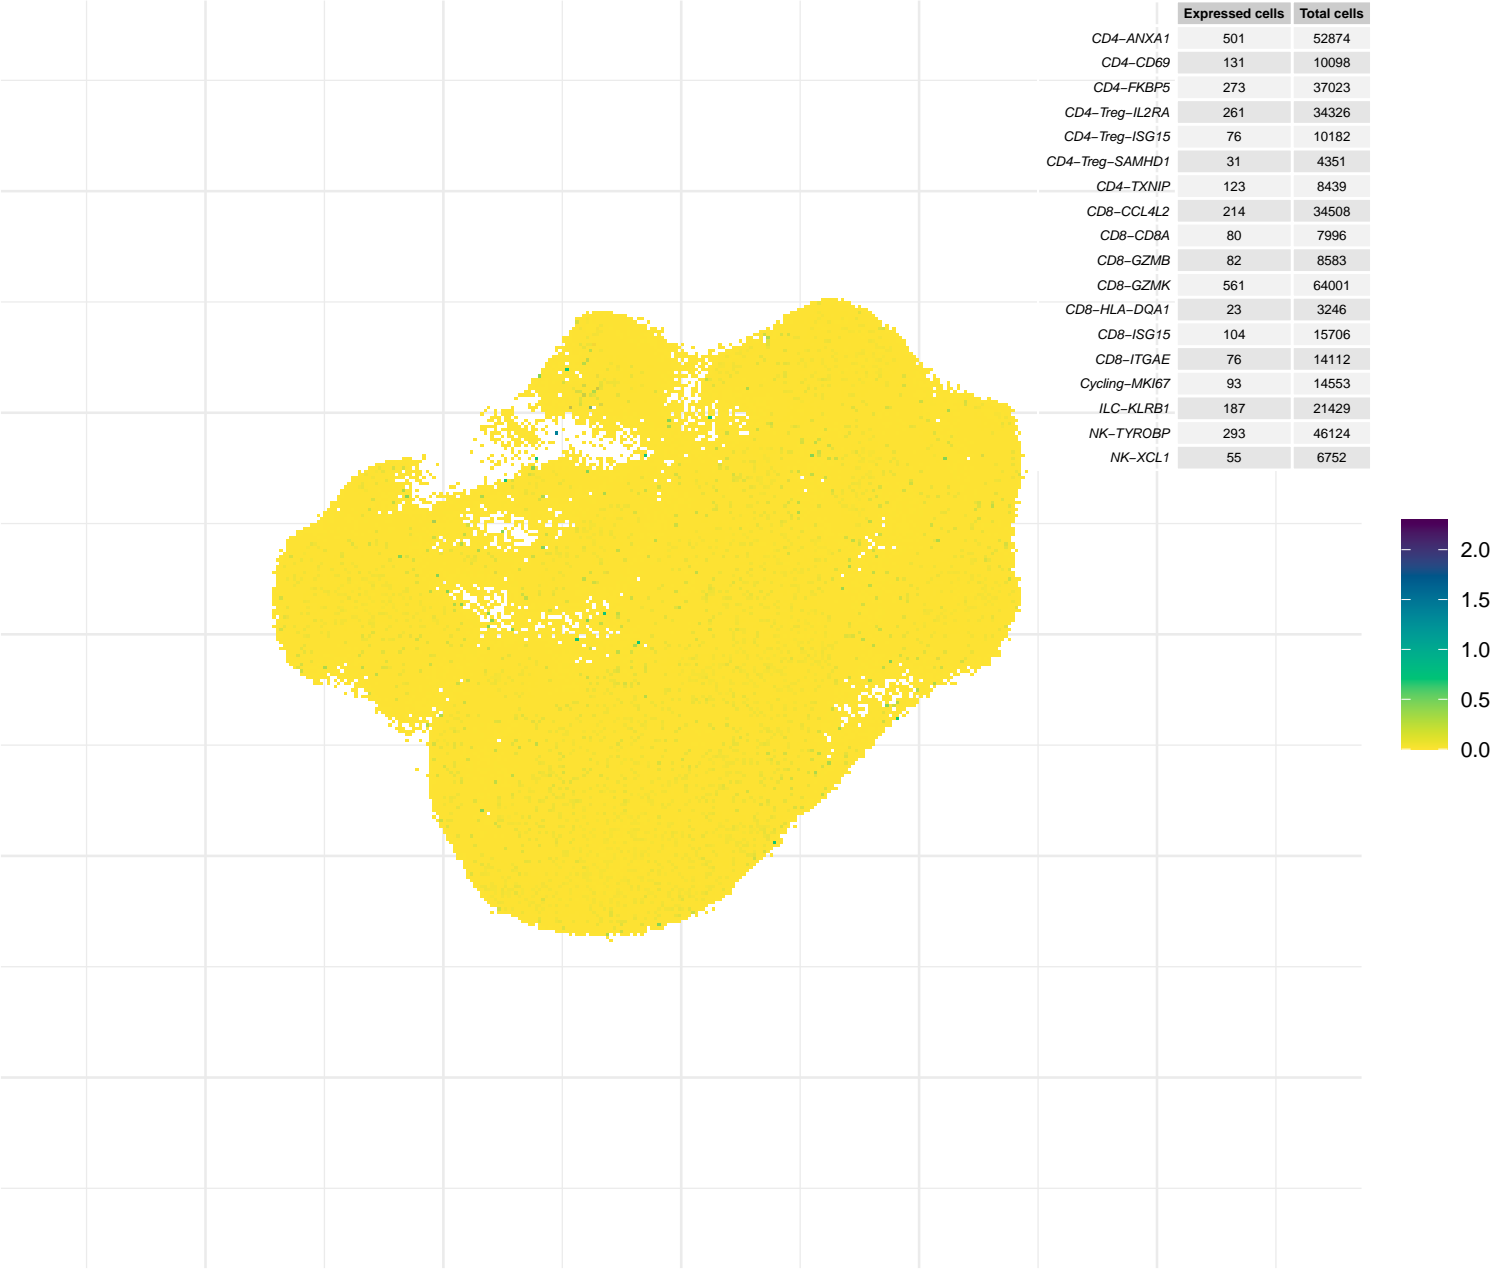 Expressed cells Total cells
CD4−ANXA1 501 52874
CD4−CD69 131 10098
CD4−FKBP5 273 37023
CD4−Treg−IL2RA 261 34326
CD4−Treg−ISG15 76 10182
CD4−Treg−SAMHD1 31 4351
CD4−TXNIP 123 8439
CD8−CCL4L2 214 34508
CD8−CD8A 80 7996
CD8−GZMB 82 8583
CD8−GZMK 561 64001
CD8−HLA−DQA1 23 3246
CD8−ISG15 104 15706
CD8−ITGAE 76 14112
Cycling−MKI67 93 14553
ILC−KLRB1 187 21429
NK−TYROBP 293 46124
NK−XCL1 55 6752
2.0
1.5
1.0
0.5
0.0